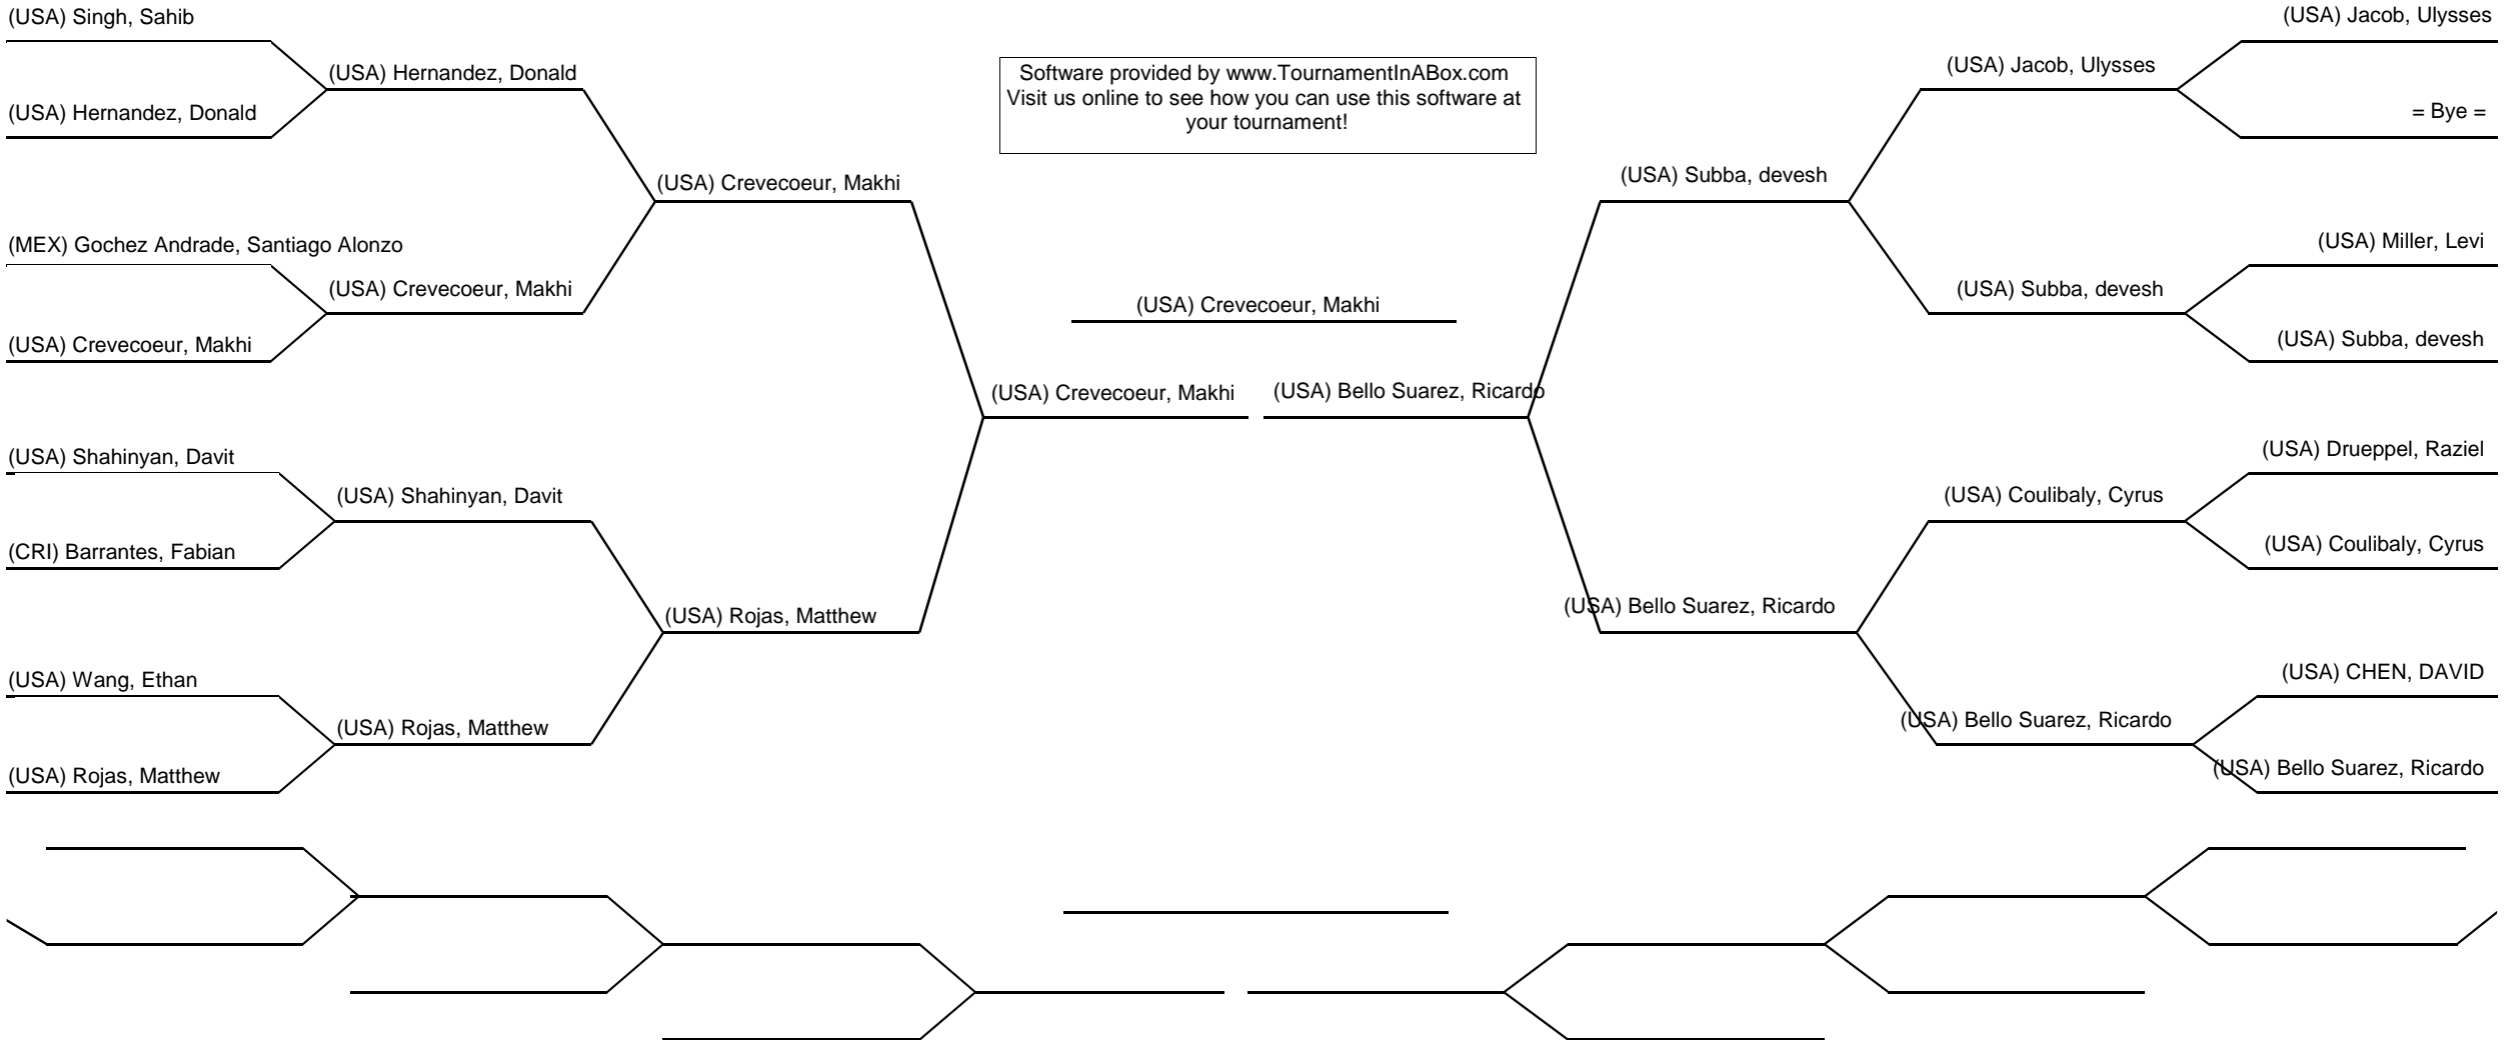 (USA) Singh, Sahib
(USA) Hernandez, Donald
(USA) Hernandez, Donald
(MEX) Gochez Andrade, Santiago Alonzo
(USA) Crevecoeur, Makhi
(USA) Crevecoeur, Makhi
(USA) Crevecoeur, Makhi
(USA) Shahinyan, Davit
(USA) Shahinyan, Davit
(CRI) Barrantes, Fabian
(USA) Rojas, Matthew
(USA) Wang, Ethan
(USA) Rojas, Matthew
(USA) Rojas, Matthew
Software provided by www.TournamentInABox.com
Visit us online to see how you can use this software at
your tournament!
(USA) Crevecoeur, Makhi
(USA) Crevecoeur, Makhi
(USA) Bello Suarez, Ricardo
(USA) Jacob, Ulysses
(USA) Jacob, Ulysses
= Bye =
(USA) Subba, devesh
(USA) Miller, Levi
(USA) Subba, devesh
(USA) Subba, devesh
(USA) Drueppel, Raziel
(USA) Coulibaly, Cyrus
(USA) Coulibaly, Cyrus
(USA) Bello Suarez, Ricardo
(USA) CHEN, DAVID
(USA) Bello Suarez, Ricardo
(USA) Bello Suarez, Ricardo